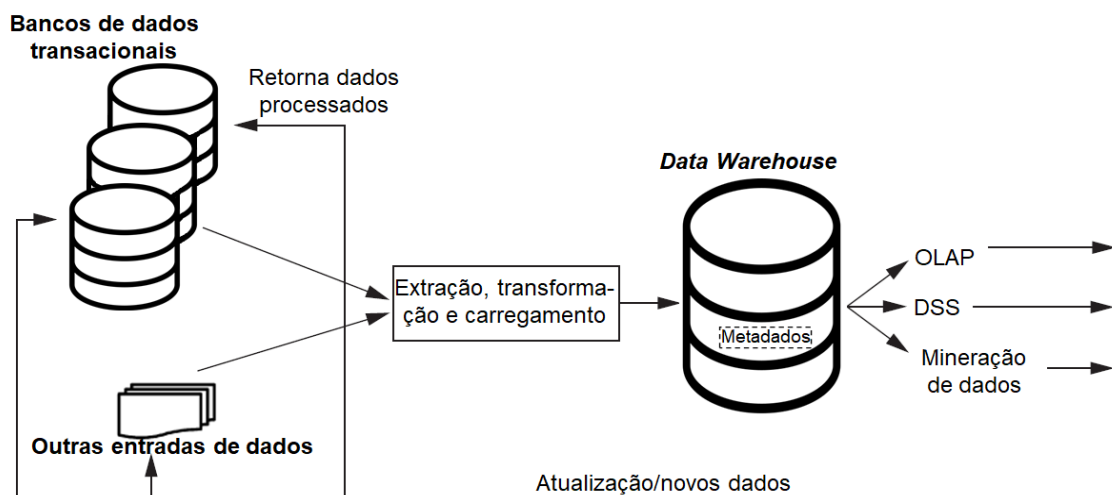 Bancos de dados
transacionais
Retorna dados
processados
Data Warehouse
Extração, transforma-
ção e carregamento
Metadados
OLAP
DSS
Mineração
de dados
Outras entradas de dados
Atualização/novos dados